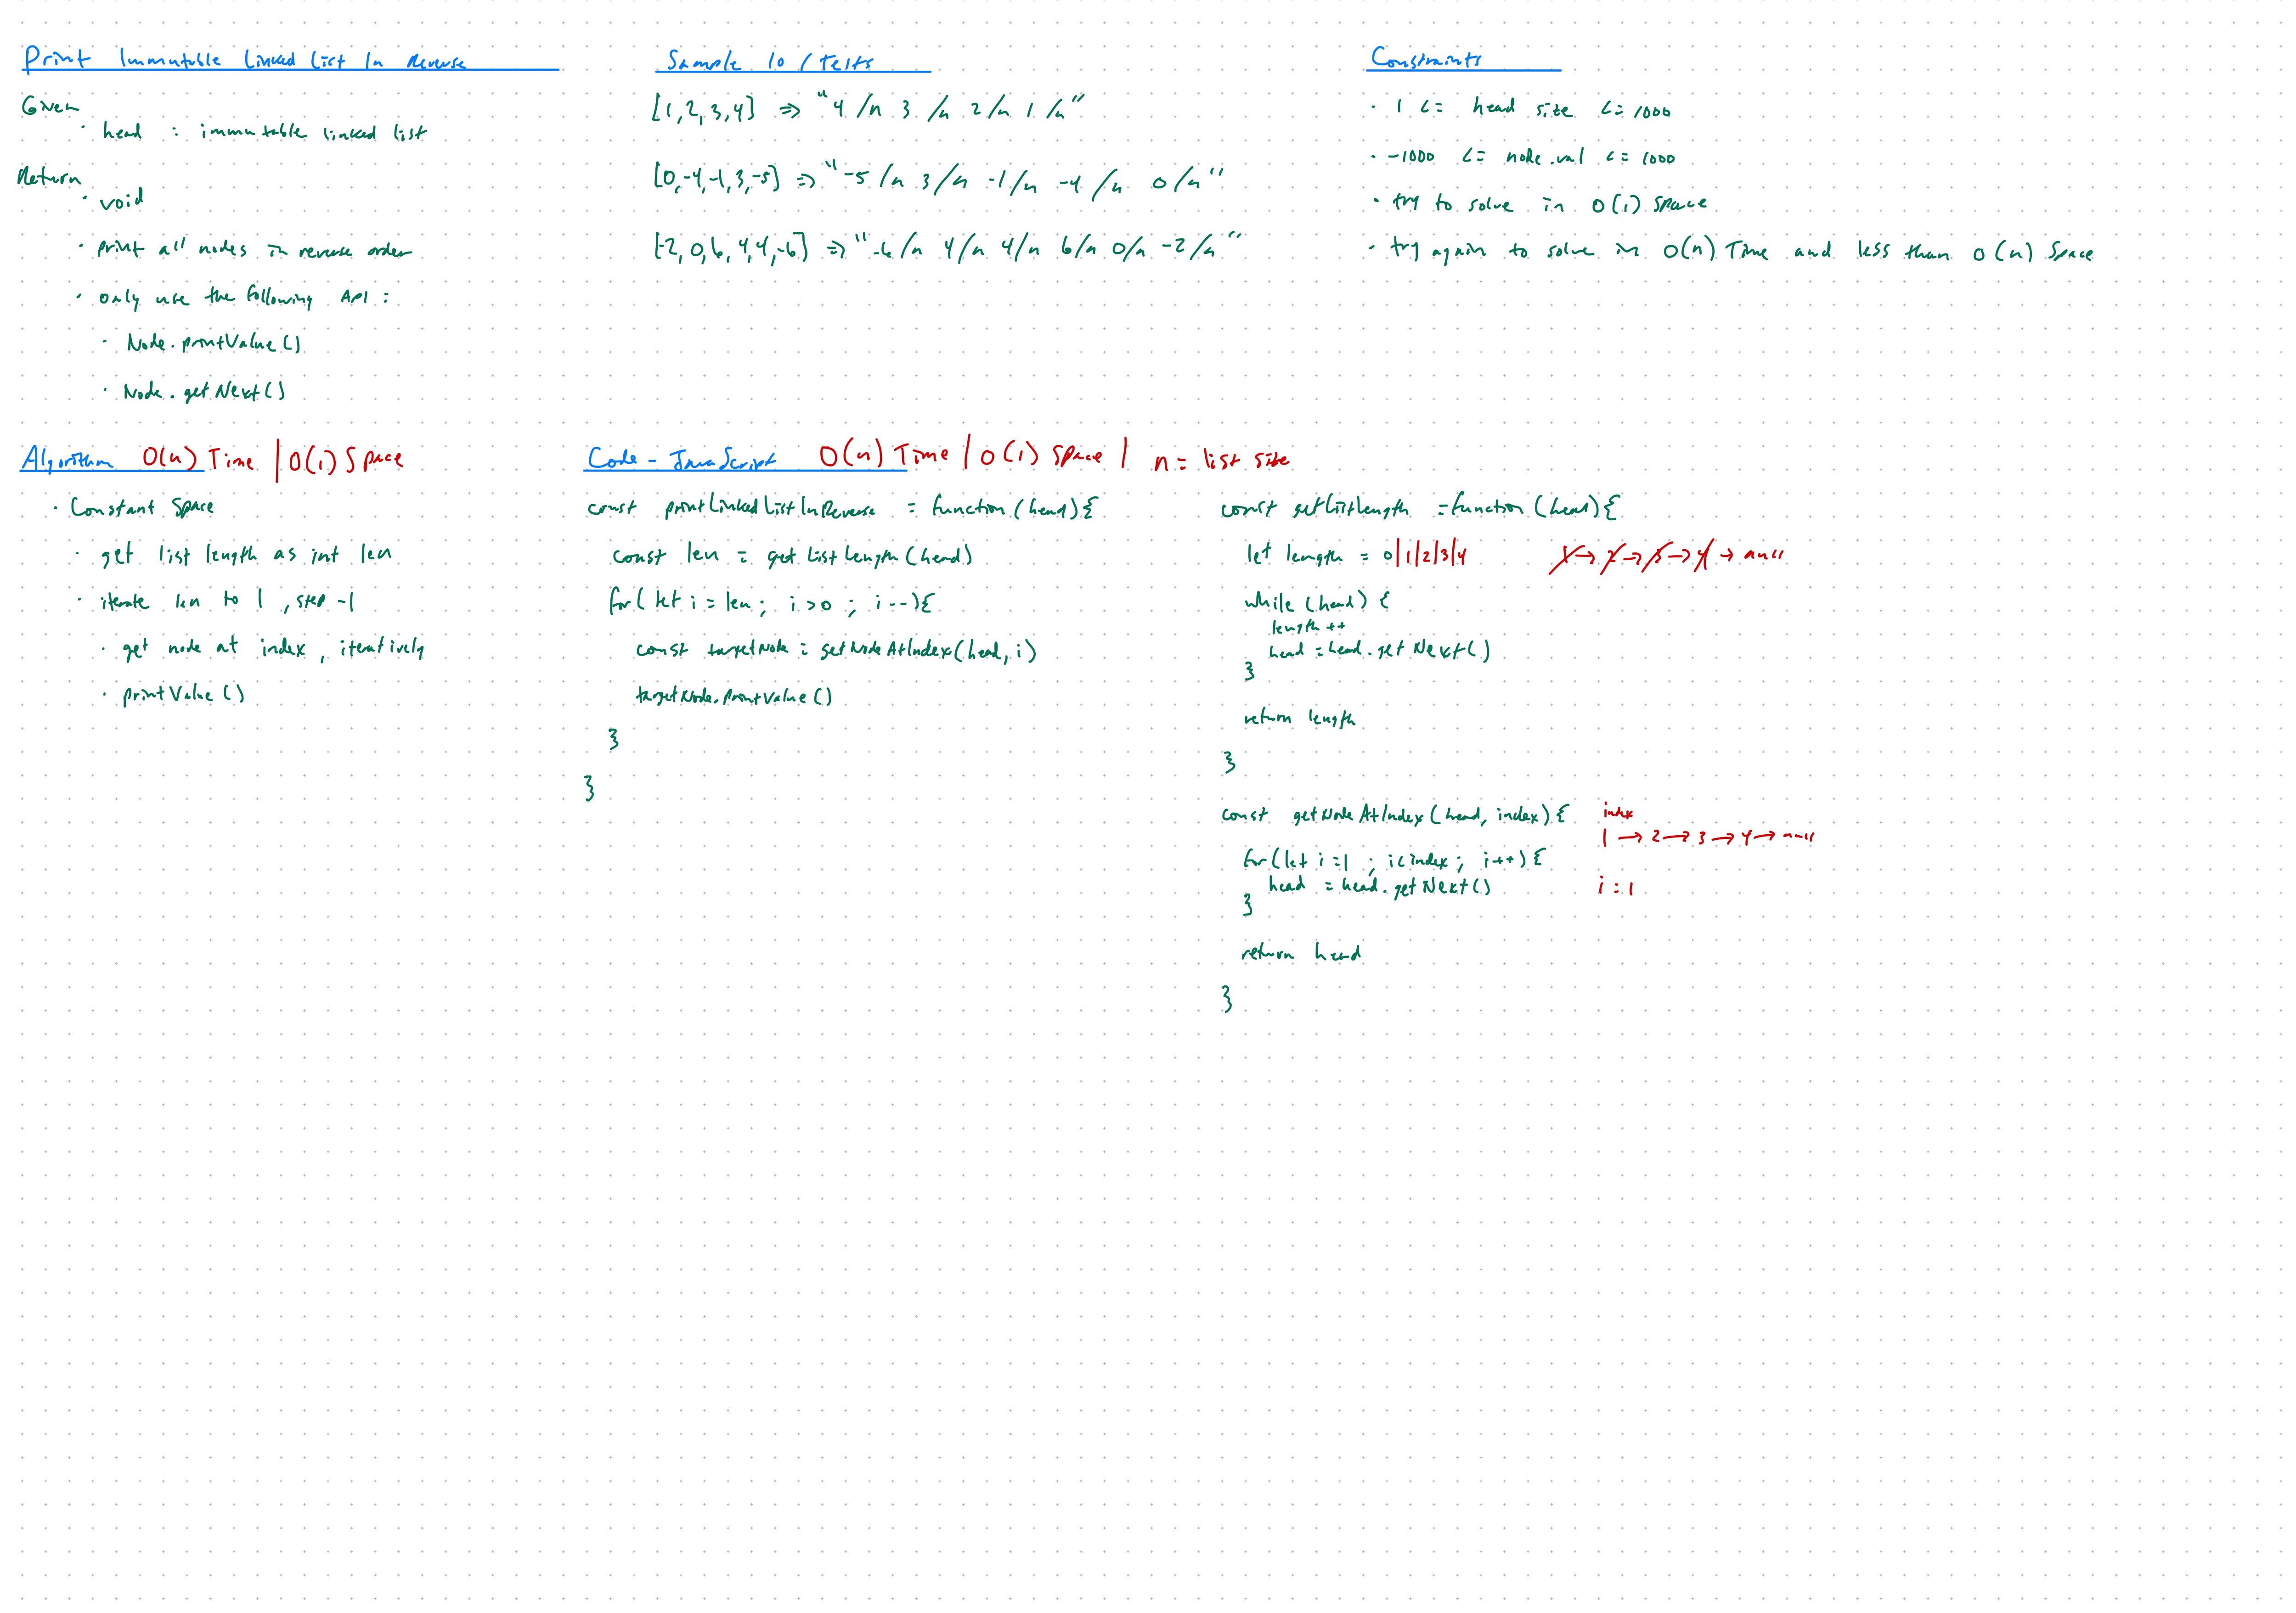 Print Immutable Linked List In Reverse
Given
· head : immutable linked list
Return
· void
· print all nodes in reverse order
· only use the following API :
· Node.printValue()
· Node.getNext()
Sample IO / Tests
[1,2,3,4] => "4 /n 3 /n 2 /n 1 /n"
[0,-4,-1,3,-5] => "-5 /n 3 /n -1 /n -4 /n 0 /n"
[-2,0,6,4,4,-6] => "-6 /n 4 /n 4 /n 6 /n 0 /n -2 /n"
Constraints
· 1 <= head size <= 1000
· -1000 <= node.val <= 1000
· try to solve in O(1) space
· try again to solve in O(n) Time and less than O(n) Space
Algorithm O(n) Time | O(1) Space
· Constant Space
· get list length as int len
· iterate len to 1, step -1
· get node at index, iteratively
· printValue()
Code - JavaScript O(n) Time | O(1) Space | n = list size
const printLinkedListInReverse = function(head){
const len = getListLength(head)
for(let i = len; i > 0; i--){
const targetNode = getNodeAtIndex(head, i)
targetNode.printValue()
}
}
const getListLength = function(head){
let length = 0|1|2|3|4
1 → 2 → 3 → 4 → null
while(head) {
length ++
head = head.getNext()
}
return length
}
const getNodeAtIndex(head, index) {
index
1 → 2 → 3 → 4 → null
for(let i = 1; i < index; i++){
head = head.getNext()
i = 1
}
return head
}